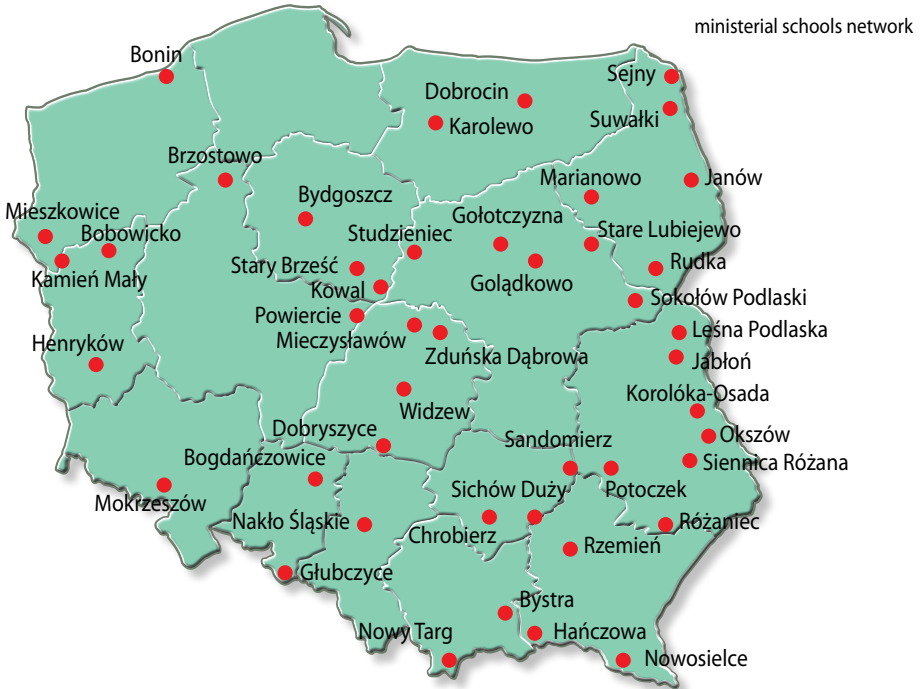 ministerial schools network
Bonin
Sejny
Dobrocin
Suwałki
Karolewo
Brzostowo
Marianowo
Janów
Bydgoszcz
Mieszkowice
Gołotczyzna
Bobowicko
Studzieniec
Stare Lubiejewo
Stary Brześć
Rudka
Kamień Mały
Golądkowo
Kowal
Sokołów Podlaski
Powiercie
Leśna Podlaska
Mieczysławów
Henryków
Zduńska Dąbrowa
Jabłoń
Korolóka-Osada
Widzew
Dobryszyce
Okszów
Sandomierz
Bogdańczowice
Siennica Różana
Mokrzeszów
Sichów Duży
Potoczek
Nakło Śląskie
Różaniec
Chrobierz
Rzemień
Głubczyce
Bystra
Nowy Targ
Hańczowa
Nowosielce